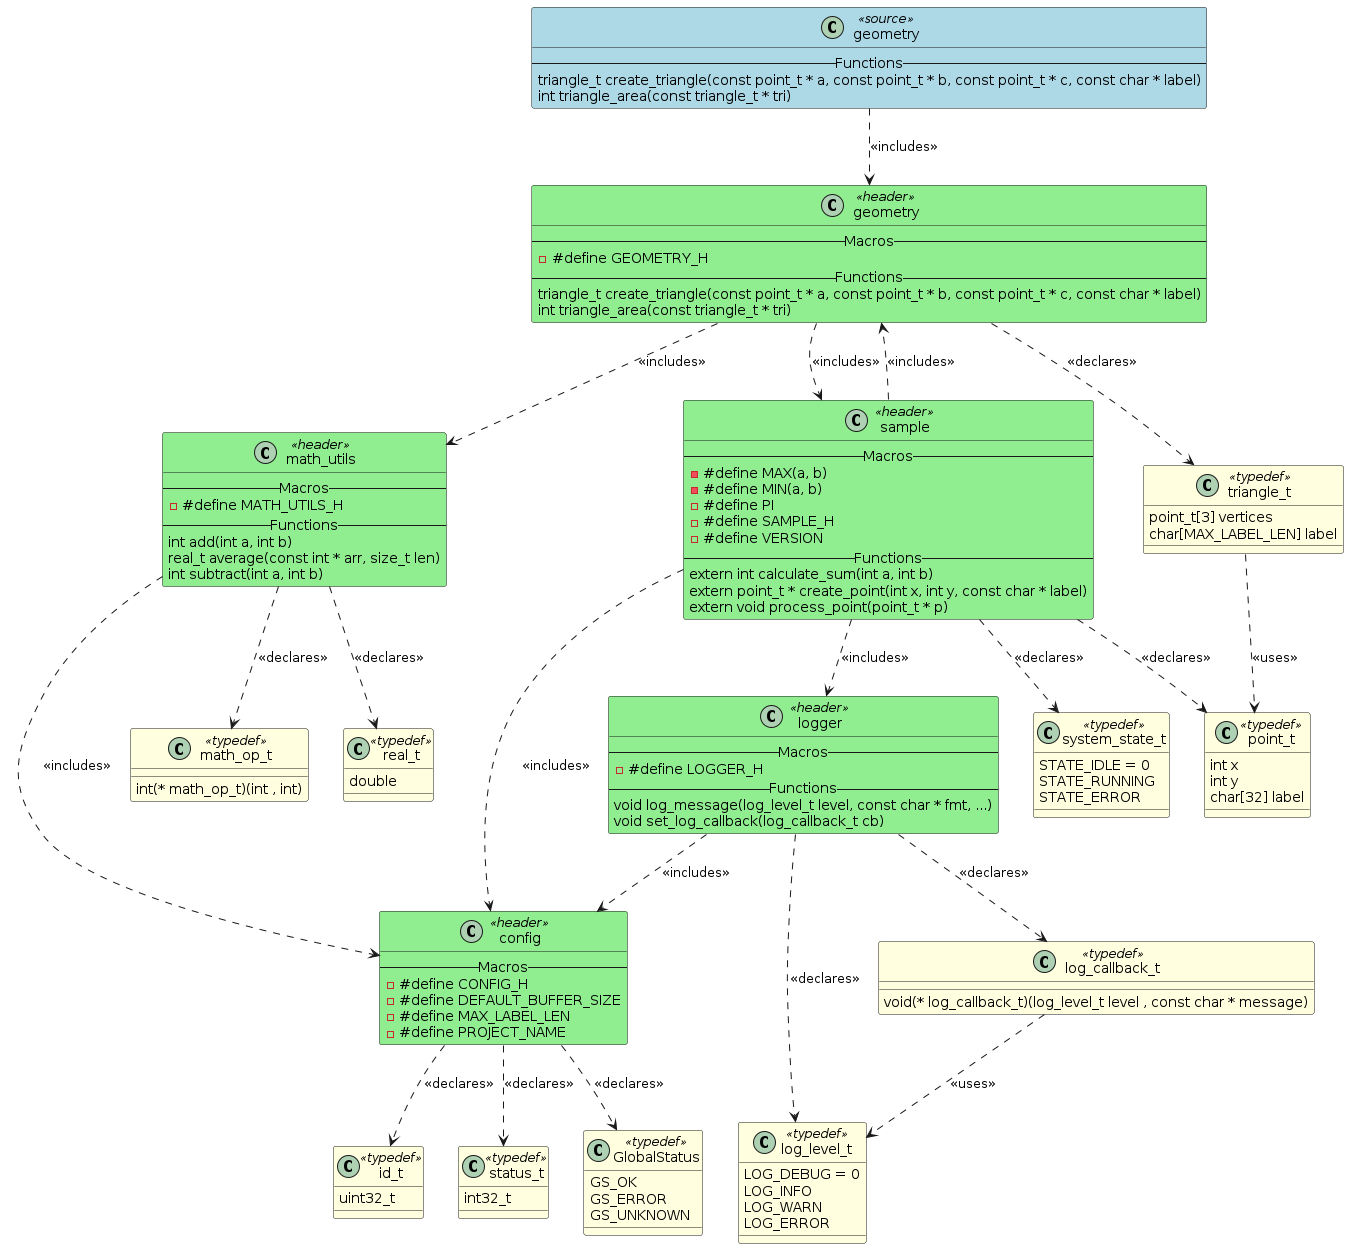 «source»
C
geometry
Functions
triangle_t create_triangle(const point_t * a, const point_t * b, const point_t * c, const char * label)
int triangle_area(const triangle_t * tri)
«includes»
«header»
C
geometry
Macros
#define GEOMETRY_H
Functions
triangle_t create_triangle(const point_t * a, const point_t * b, const point_t * c, const char * label)
int triangle_area(const triangle_t * tri)
«includes»
«includes»
«includes»
«declares»
«header»
C
math_utils
Macros
#define MATH_UTILS_H
Functions
int add(int a, int b)
real_t average(const int * arr, size_t len)
int subtract(int a, int b)
«header»
C
sample
Macros
#define MAX(a, b)
#define MIN(a, b)
#define PI
#define SAMPLE_H
#define VERSION
Functions
extern int calculate_sum(int a, int b)
extern point_t * create_point(int x, int y, const char * label)
extern void process_point(point_t * p)
«typedef»
C
triangle_t
point_t[3] vertices
char[MAX_LABEL_LEN] label
«declares»
«declares»
«includes»
«declares»
«declares»
«uses»
«includes»
«typedef»
C
math_op_t
int(* math_op_t)(int , int)
«typedef»
C
real_t
double
«includes»
«header»
C
logger
Macros
#define LOGGER_H
Functions
void log_message(log_level_t level, const char * fmt, ...)
void set_log_callback(log_callback_t cb)
«typedef»
C
system_state_t
STATE_IDLE = 0
STATE_RUNNING
STATE_ERROR
«typedef»
C
point_t
int x
int y
char[32] label
«includes»
«declares»
«declares»
«header»
C
config
Macros
#define CONFIG_H
#define DEFAULT_BUFFER_SIZE
#define MAX_LABEL_LEN
#define PROJECT_NAME
«typedef»
C
log_callback_t
void(* log_callback_t)(log_level_t level , const char * message)
«declares»
«declares»
«declares»
«uses»
«typedef»
C
id_t
uint32_t
«typedef»
C
status_t
int32_t
«typedef»
C
GlobalStatus
GS_OK
GS_ERROR
GS_UNKNOWN
«typedef»
C
log_level_t
LOG_DEBUG = 0
LOG_INFO
LOG_WARN
LOG_ERROR